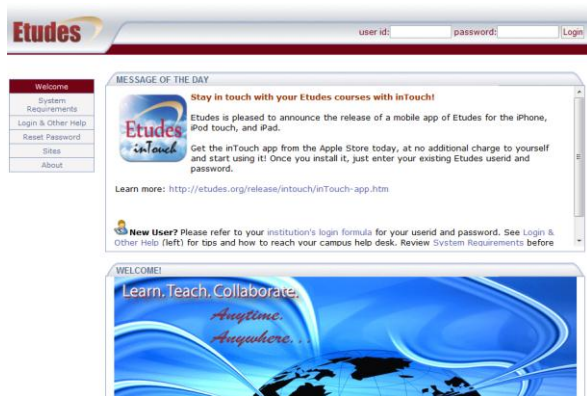 Etudes
user id:
password:
Login
Welcome
System
Requirements
Login & Other Help
Reset Password
Sites
About
MESSAGE OF THE DAY
Etudes
inTouch
Stay in touch with your Etudes courses with inTouch!
Etudes is pleased to announce the release of a mobile app of Etudes for the iPhone,
iPod touch, and iPad.
Get the inTouch app from the Apple Store today, at no additional charge to yourself
and start using it! Once you install it, just enter your existing Etudes userid and
password.
Learn more: http://etudes.org/release/intouch/inTouch-app.htm
New User? Please refer to your institution's login formula for your userid and password. See Login &
Other Help (left) for tips and how to reach your campus help desk. Review System Requirements before
WELCOME!
Learn. Teach. Collaborate.
Anytime.
Anywhere. . .